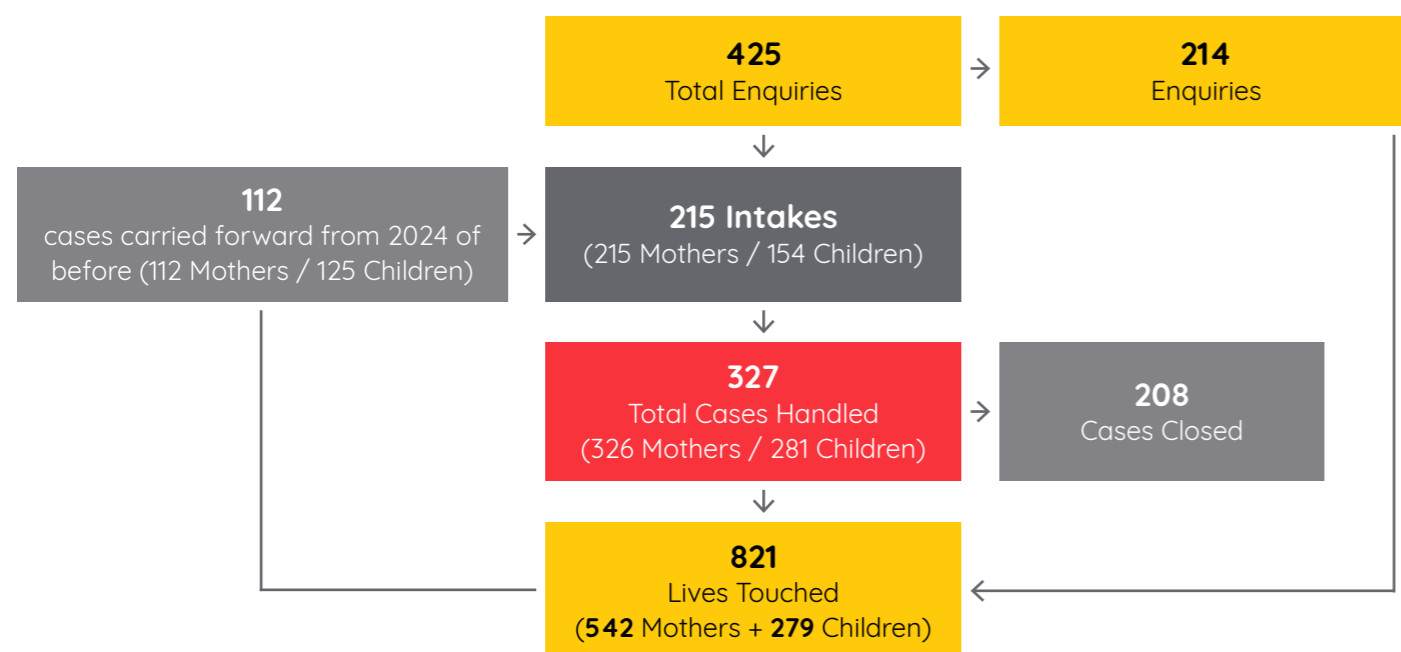 425
Total Enquiries
214
Enquiries
112
cases carried forward from 2024 of
before (112 Mothers / 125 Children)
215 Intakes
(215 Mothers / 154 Children)
327
Total Cases Handled
(326 Mothers / 281 Children)
208
Cases Closed
821
Lives Touched
(542 Mothers + 279 Children)